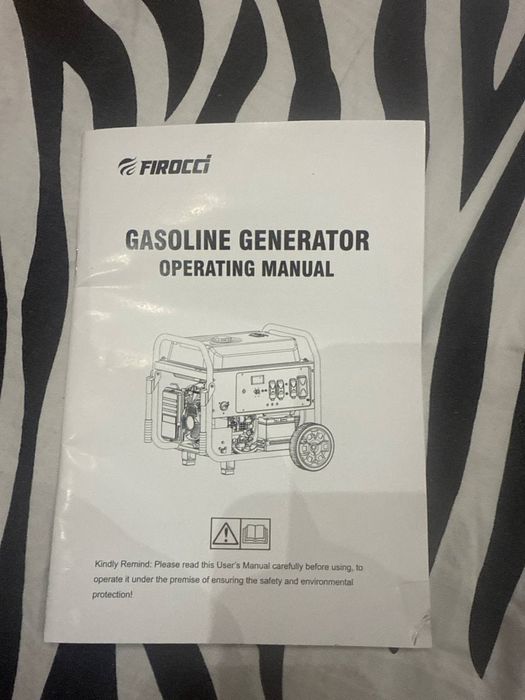 FIROCCI
GASOLINE GENERATOR
OPERATING MANUAL
Kindly Remind: Please read this User's Manual carefully before using, to
operate it under the premise of ensuring the safety and environmental
protection!